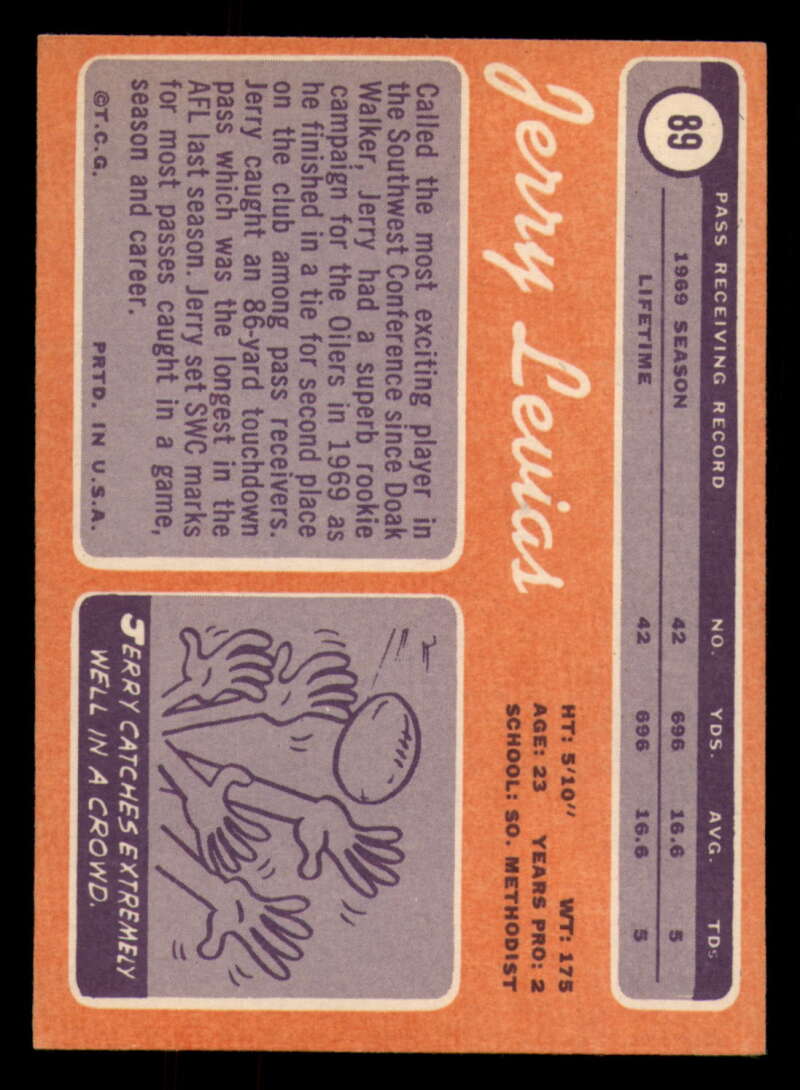 89
PASS RECEIVING RECORD NO. YDS. AVG. TDs
1969 SEASON 42 696 16.6 5
LIFETIME 42 696 16.6 5
Jerry Levias
HT: 5'10" WT: 175
AGE: 23 YEARS PRO: 2
SCHOOL: SO. METHODIST
Called the most exciting player in
the Southwest Conference since Doak
Walker, Jerry had a superb rookie
campaign for the Oilers in 1969 as
he finished in a tie for second place
on the club among pass receivers.
Jerry caught an 86-yard touchdown
pass which was the longest in the
AFL last season. Jerry set SWC marks
for most passes caught in a game,
season and career.
©T.C.G. PRTD. IN U.S.A.
JERRY CATCHES EXTREMELY
WELL IN A CROWD.